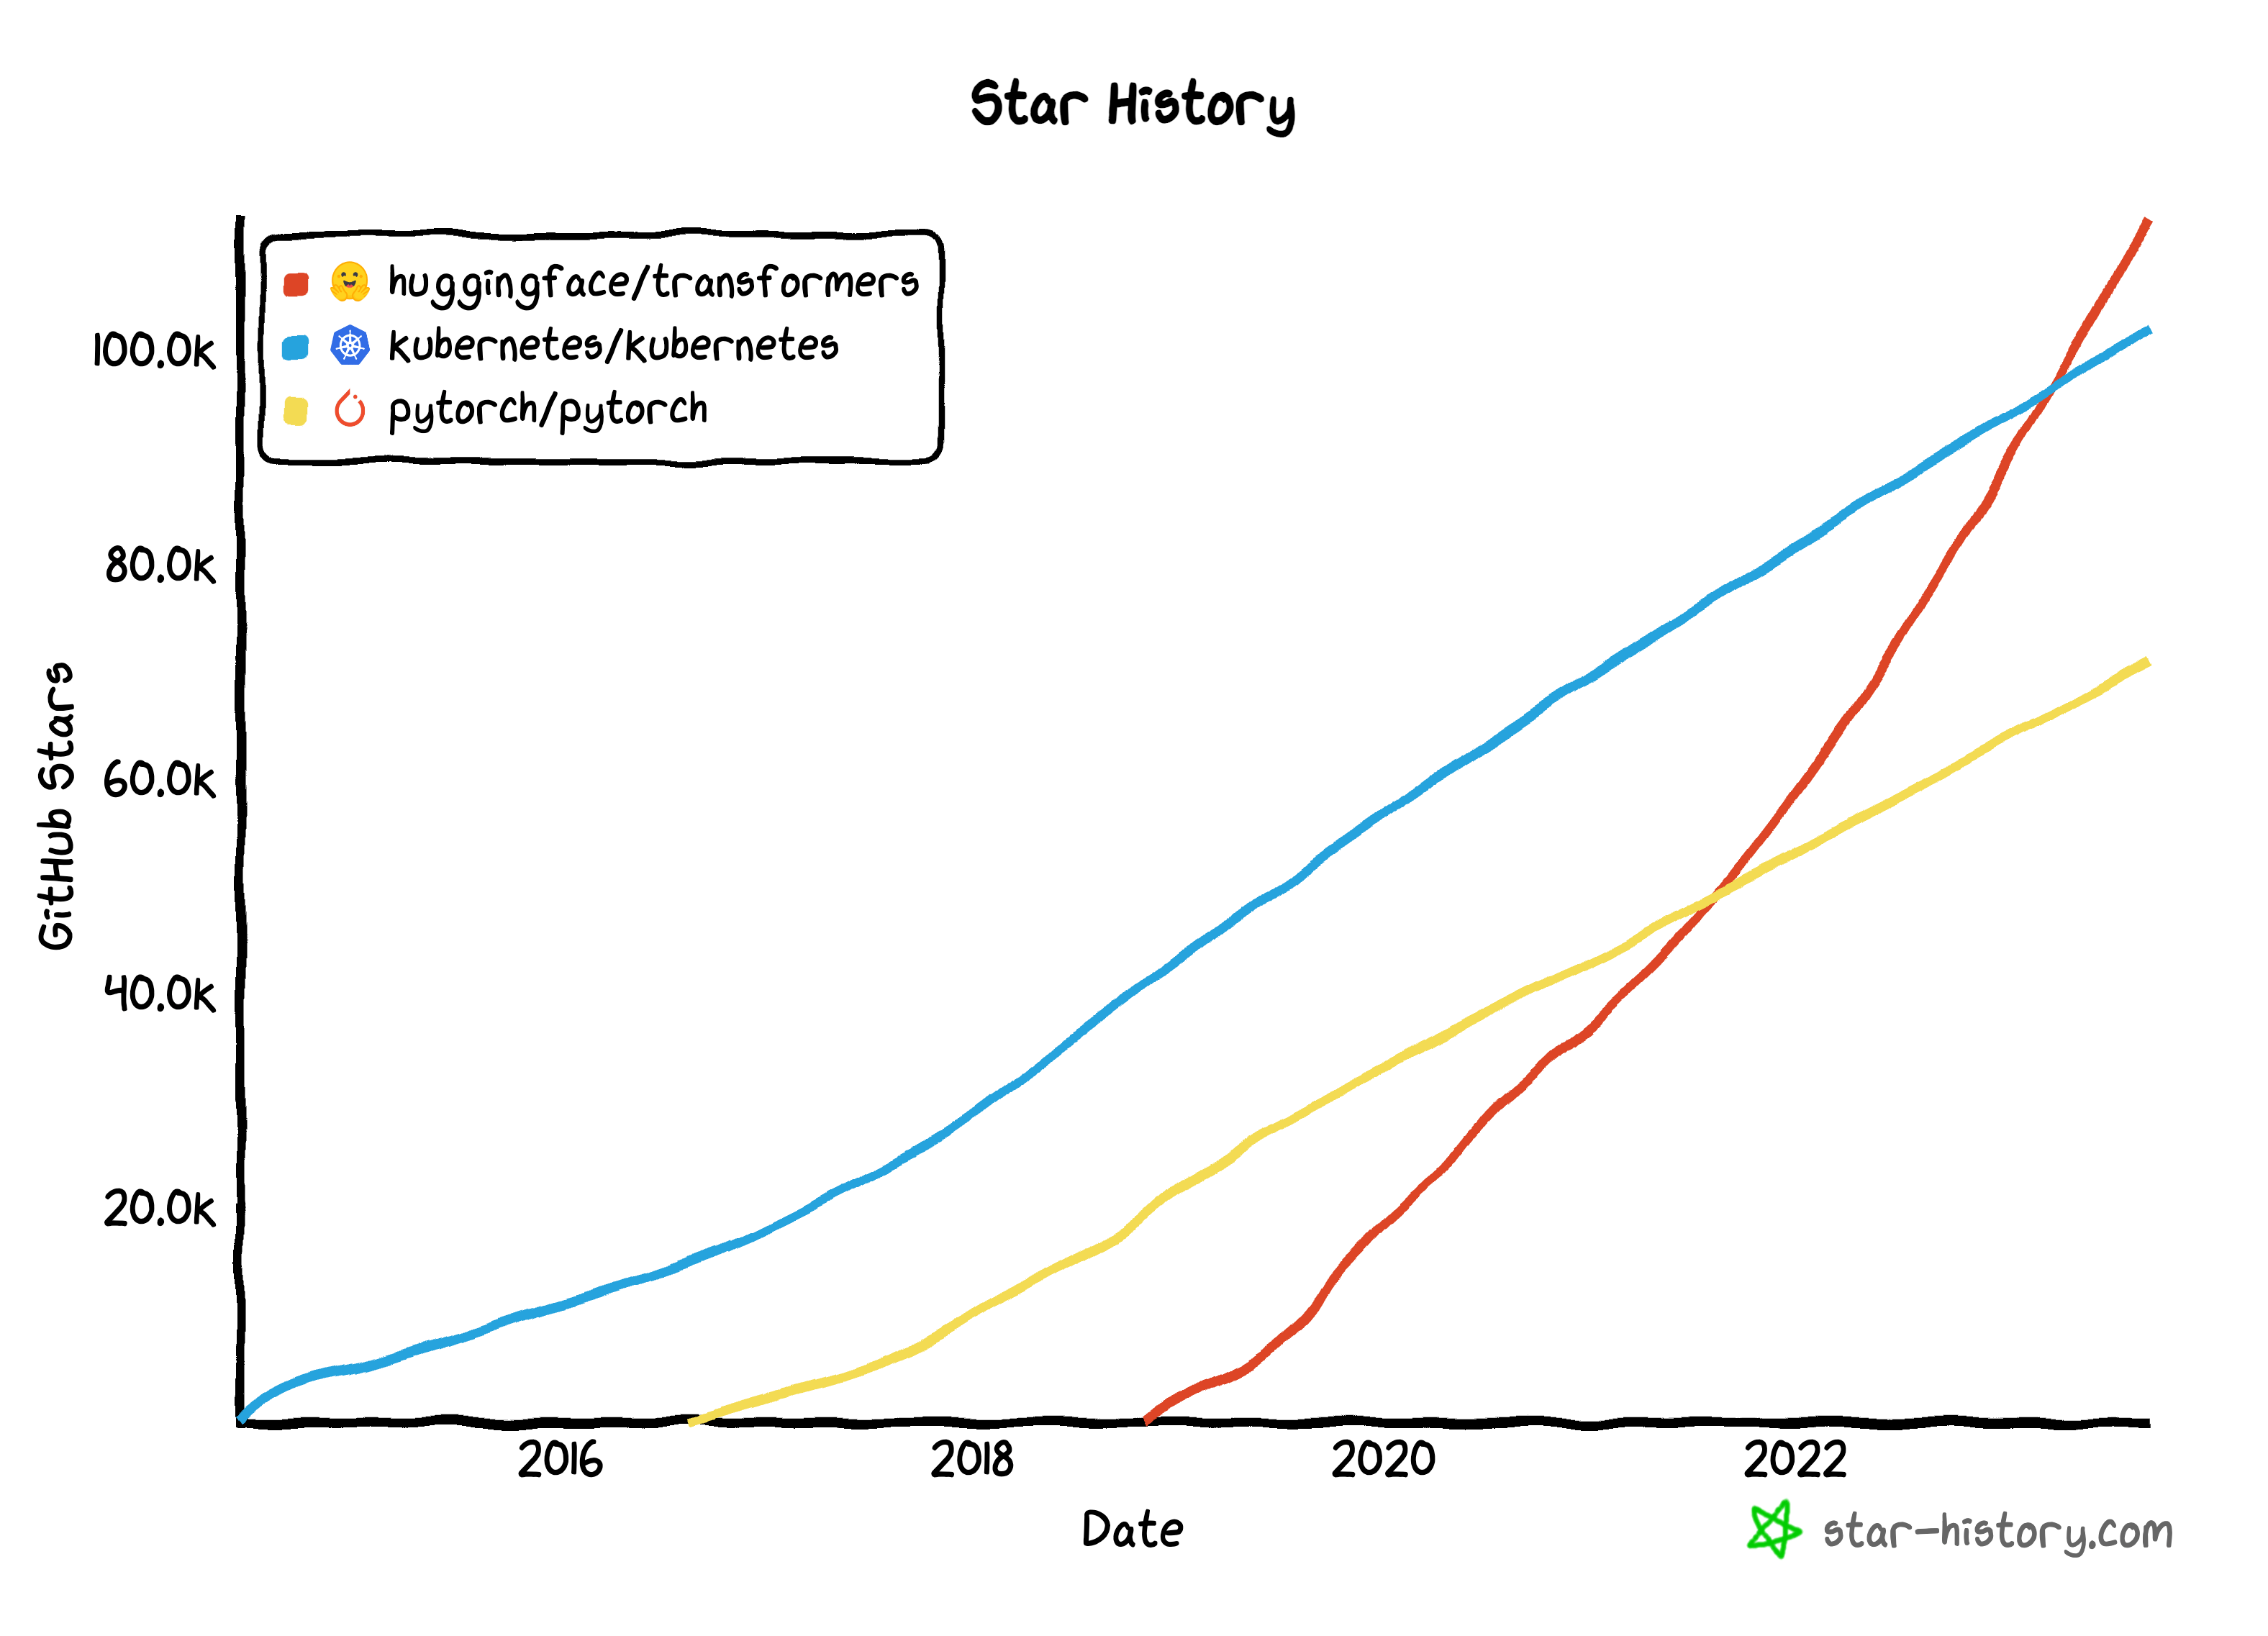 Star History
huggingface/transformers
kubernetes/kubernetes
pytorch/pytorch
100.0k
80.0k
60.0k
40.0k
20.0k
GitHub Stars
2016 2018 2020 2022
Date
star-history.com